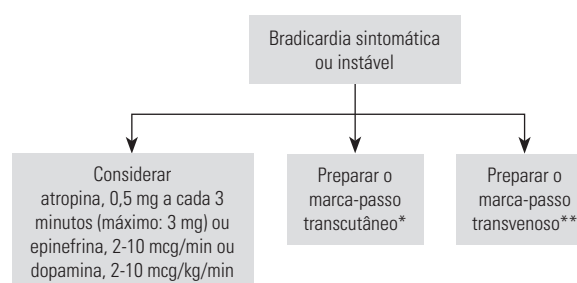 Bradicardia sintomática
ou instável
Considerar
atropina, 0,5 mg a cada 3
minutos (máximo: 3 mg) ou
epinefrina, 2-10 mcg/min ou
dopamina, 2-10 mcg/kg/min
Preparar o
marca-passo
transcutâneo*
Preparar o
marca-passo
transvenoso**